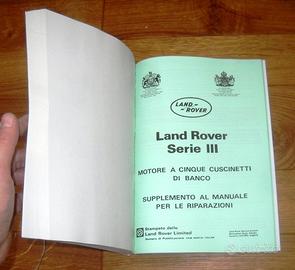 LAND-
ROVER
Land Rover
Serie III
MOTORE A CINQUE CUSCINETTI
DI BANCO
SUPPLEMENTO AL MANUALE
PER LE RIPARAZIONI
Stampato dalla
Land Rover Limited